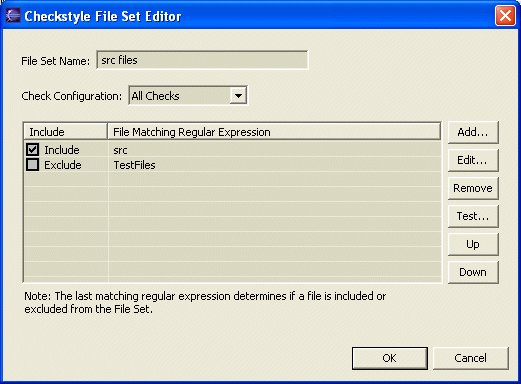 Checkstyle File Set Editor
File Set Name: src files
Check Configuration: All Checks
Include File Matching Regular Expression
Include src
Exclude TestFiles
Add...
Edit...
Remove
Test...
Up
Down
Note: The last matching regular expression determines if a file is included or
excluded from the File Set.
OK Cancel